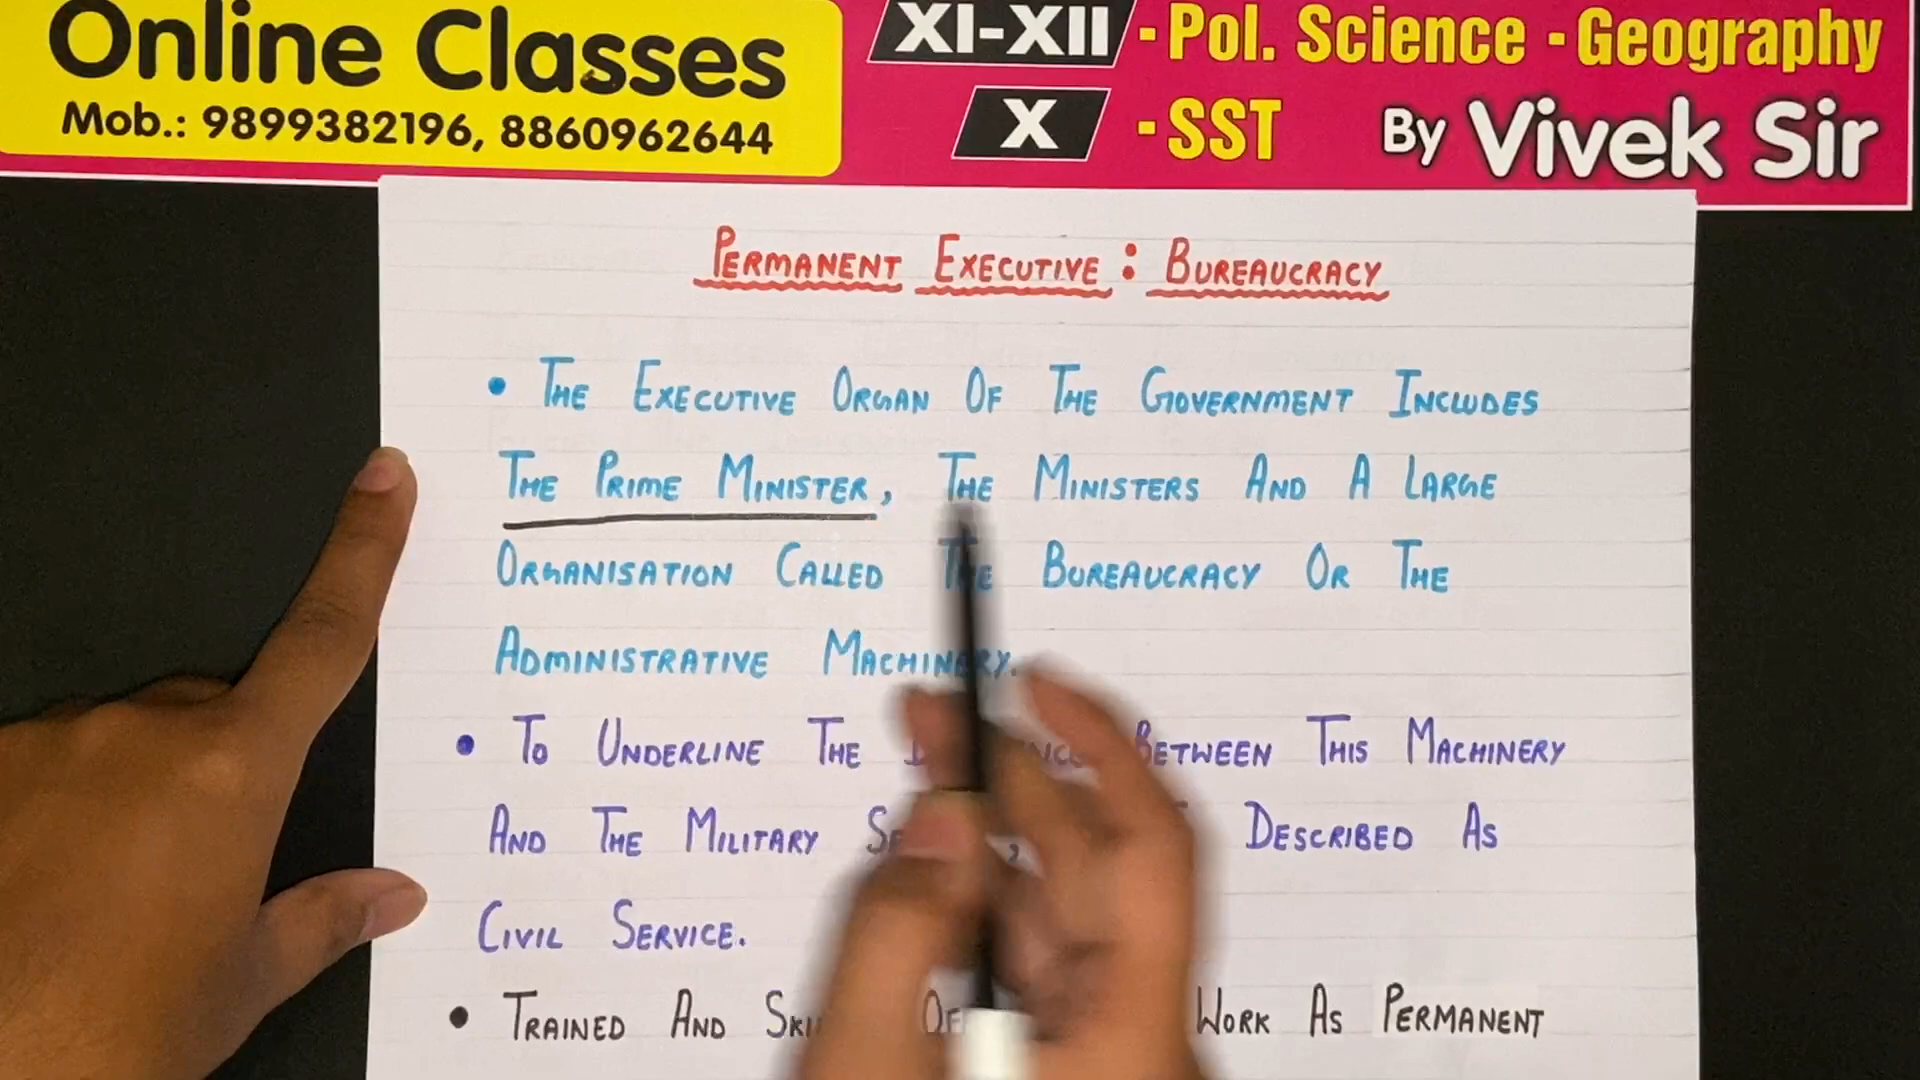 Online Classes
Mob.: 9899382196, 8860962644
XI-XII - Pol. Science - Geography
X - SST By Vivek Sir
PERMANENT EXECUTIVE : BUREAUCRACY
• THE EXECUTIVE ORGAN OF THE GOVERNMENT INCLUDES
THE PRIME MINISTER, THE MINISTERS AND A LARGE
ORGANISATION CALLED THE BUREAUCRACY OR THE
ADMINISTRATIVE MACHINERY.
• TO UNDERLINE THE BETWEEN THIS MACHINERY
AND THE MILITARY DESCRIBED AS
CIVIL SERVICE.
• TRAINED AND WORK AS PERMANENT